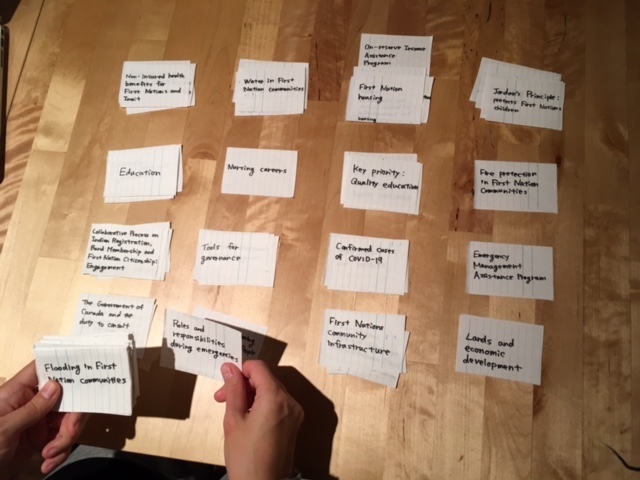 Non-insured health
benefits for
First Nations and
Inuit
Water in First
Nation communities
On-reserve Income
Assistance
Program
First Nation
housing
housing
Jordan's Principle:
protects First Nations
children
Education
Nursing careers
Key priority:
Quality education
Fire protection
in First Nation
Communities
Collaborative Process on
Indian Registration,
Band Membership and
First Nation Citizenship:
Engagement
Tools for
governance
Confirmed cases
of COVID-19
Emergency
Management
Assistance Program
The Government of
Canada and the
duty to consult
Roles and
responsibilities
during emergencies
First Nations
community
infrastructure
Lands and
economic
development
Flooding in First
Nation communities